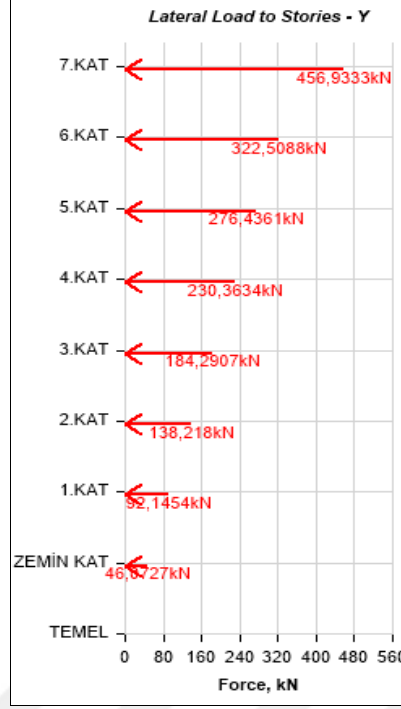 Lateral Load to Stories - Y
7.KAT
456,9333kN
6.KAT
322,5088kN
5.KAT
276,4361kN
4.KAT
230,3634kN
3.KAT
184,2907kN
2.KAT
138,218kN
1.KAT
92,1454kN
ZEMİN KAT
46,0727kN
TEMEL
0 80 160 240 320 400 480 560
Force, kN